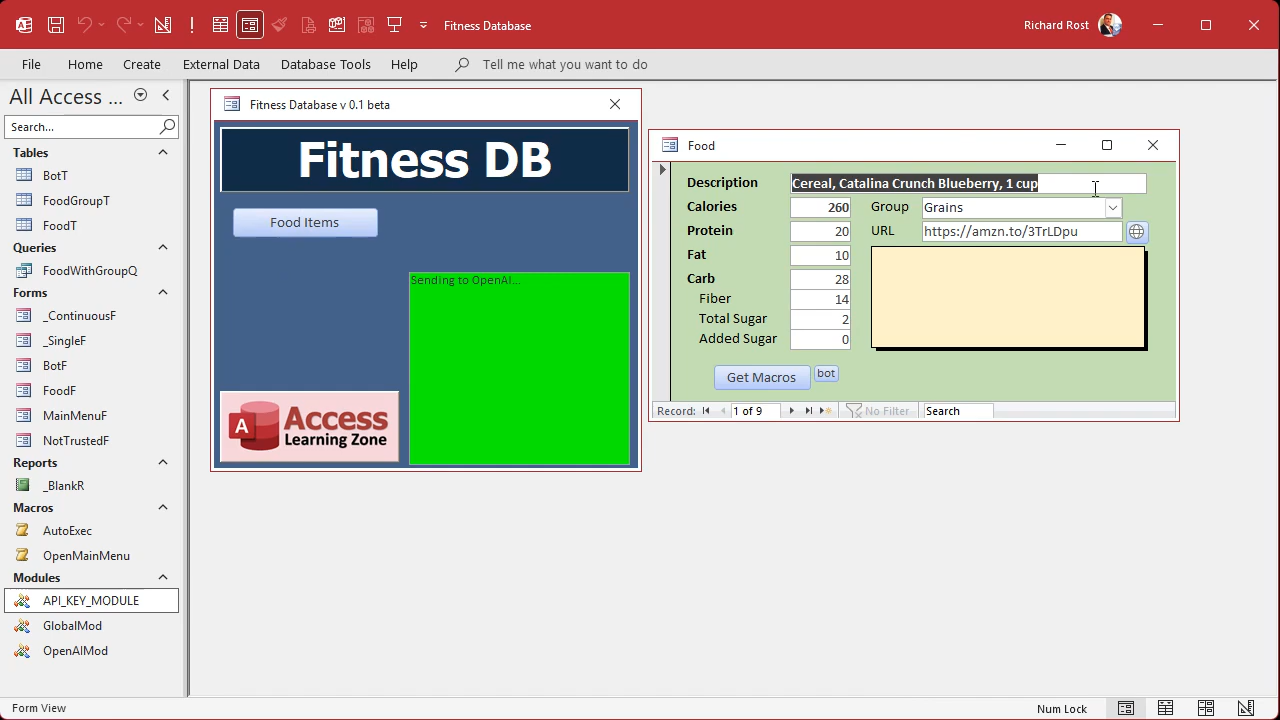 Fitness Database
Richard Rost
File Home Create External Data Database Tools Help Tell me what you want to do
All Access ...
Search...
Tables
BotT
FoodGroupT
FoodT
Queries
FoodWithGroupQ
Forms
_ContinuousF
_SingleF
BotF
FoodF
MainMenuF
NotTrustedF
Reports
_BlankR
Macros
AutoExec
OpenMainMenu
Modules
API_KEY_MODULE
GlobalMod
OpenAIMod
Fitness Database v 0.1 beta
Fitness DB
Food Items
Sending to OpenAI...
A Access
Learning Zone
Food
Description Cereal, Catalina Crunch Blueberry, 1 cup
Calories 260 Group Grains
Protein 20 URL https://amzn.to/3TrLDpu
Fat 10
Carb 28
Fiber 14
Total Sugar 2
Added Sugar 0
Get Macros bot
Record: 1 of 9 No Filter Search
Form View
Num Lock